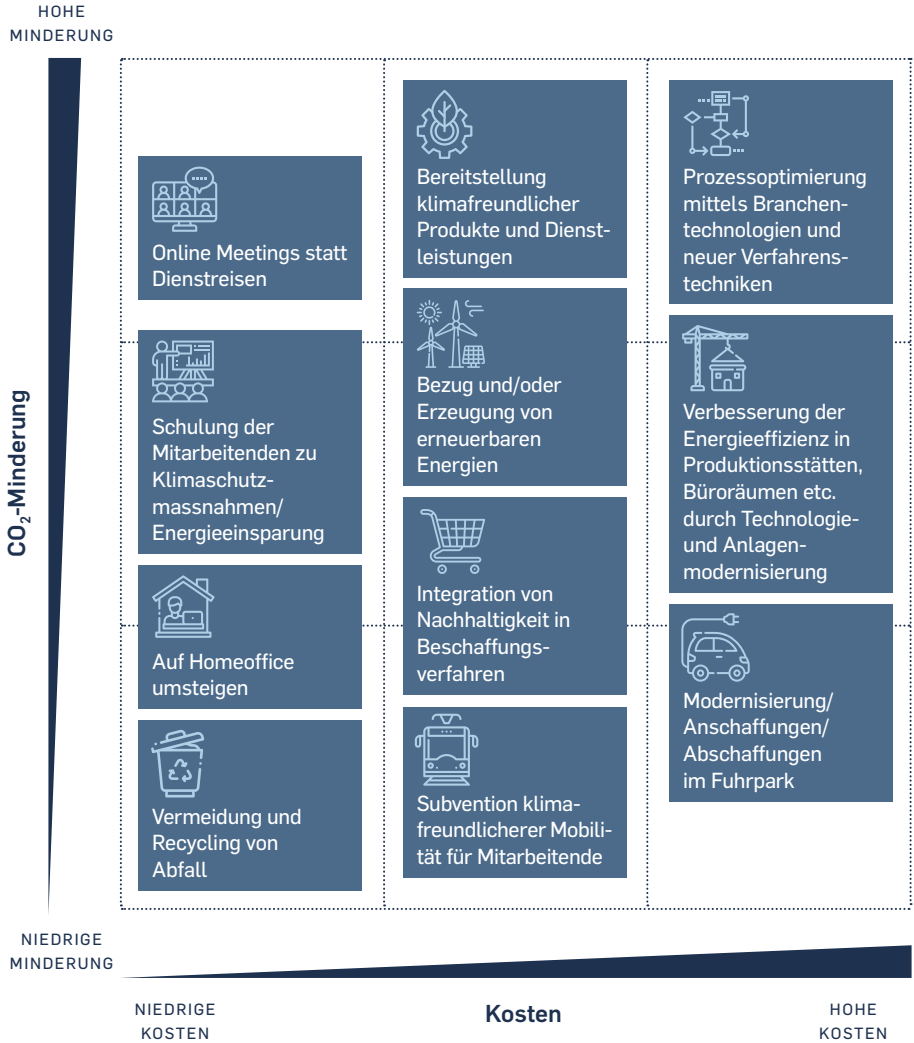 HOHE
MINDERUNG
CO₂-Minderung
Online Meetings statt
Dienstreisen
Schulung der
Mitarbeitenden zu
Klimaschutz-
massnahmen/
Energieeinsparung
Auf Homeoffice
umsteigen
Vermeidung und
Recycling von
Abfall
Bereitstellung
klimafreundlicher
Produkte und Dienst-
leistungen
Bezug und/oder
Erzeugung von
erneuerbaren
Energien
Integration von
Nachhaltigkeit in
Beschaffungs-
verfahren
Subvention klima-
freundlicherer Mobili-
tät für Mitarbeitende
Prozessoptimierung
mittels Branchen-
technologien und
neuer Verfahrens-
techniken
Verbesserung der
Energieeffizienz in
Produktionsstätten,
Büroräumen etc.
durch Technologie-
und Anlagen-
modernisierung
Modernisierung/
Anschaffungen/
Abschaffungen
im Fuhrpark
NIEDRIGE
MINDERUNG
NIEDRIGE
KOSTEN
Kosten
HOHE
KOSTEN